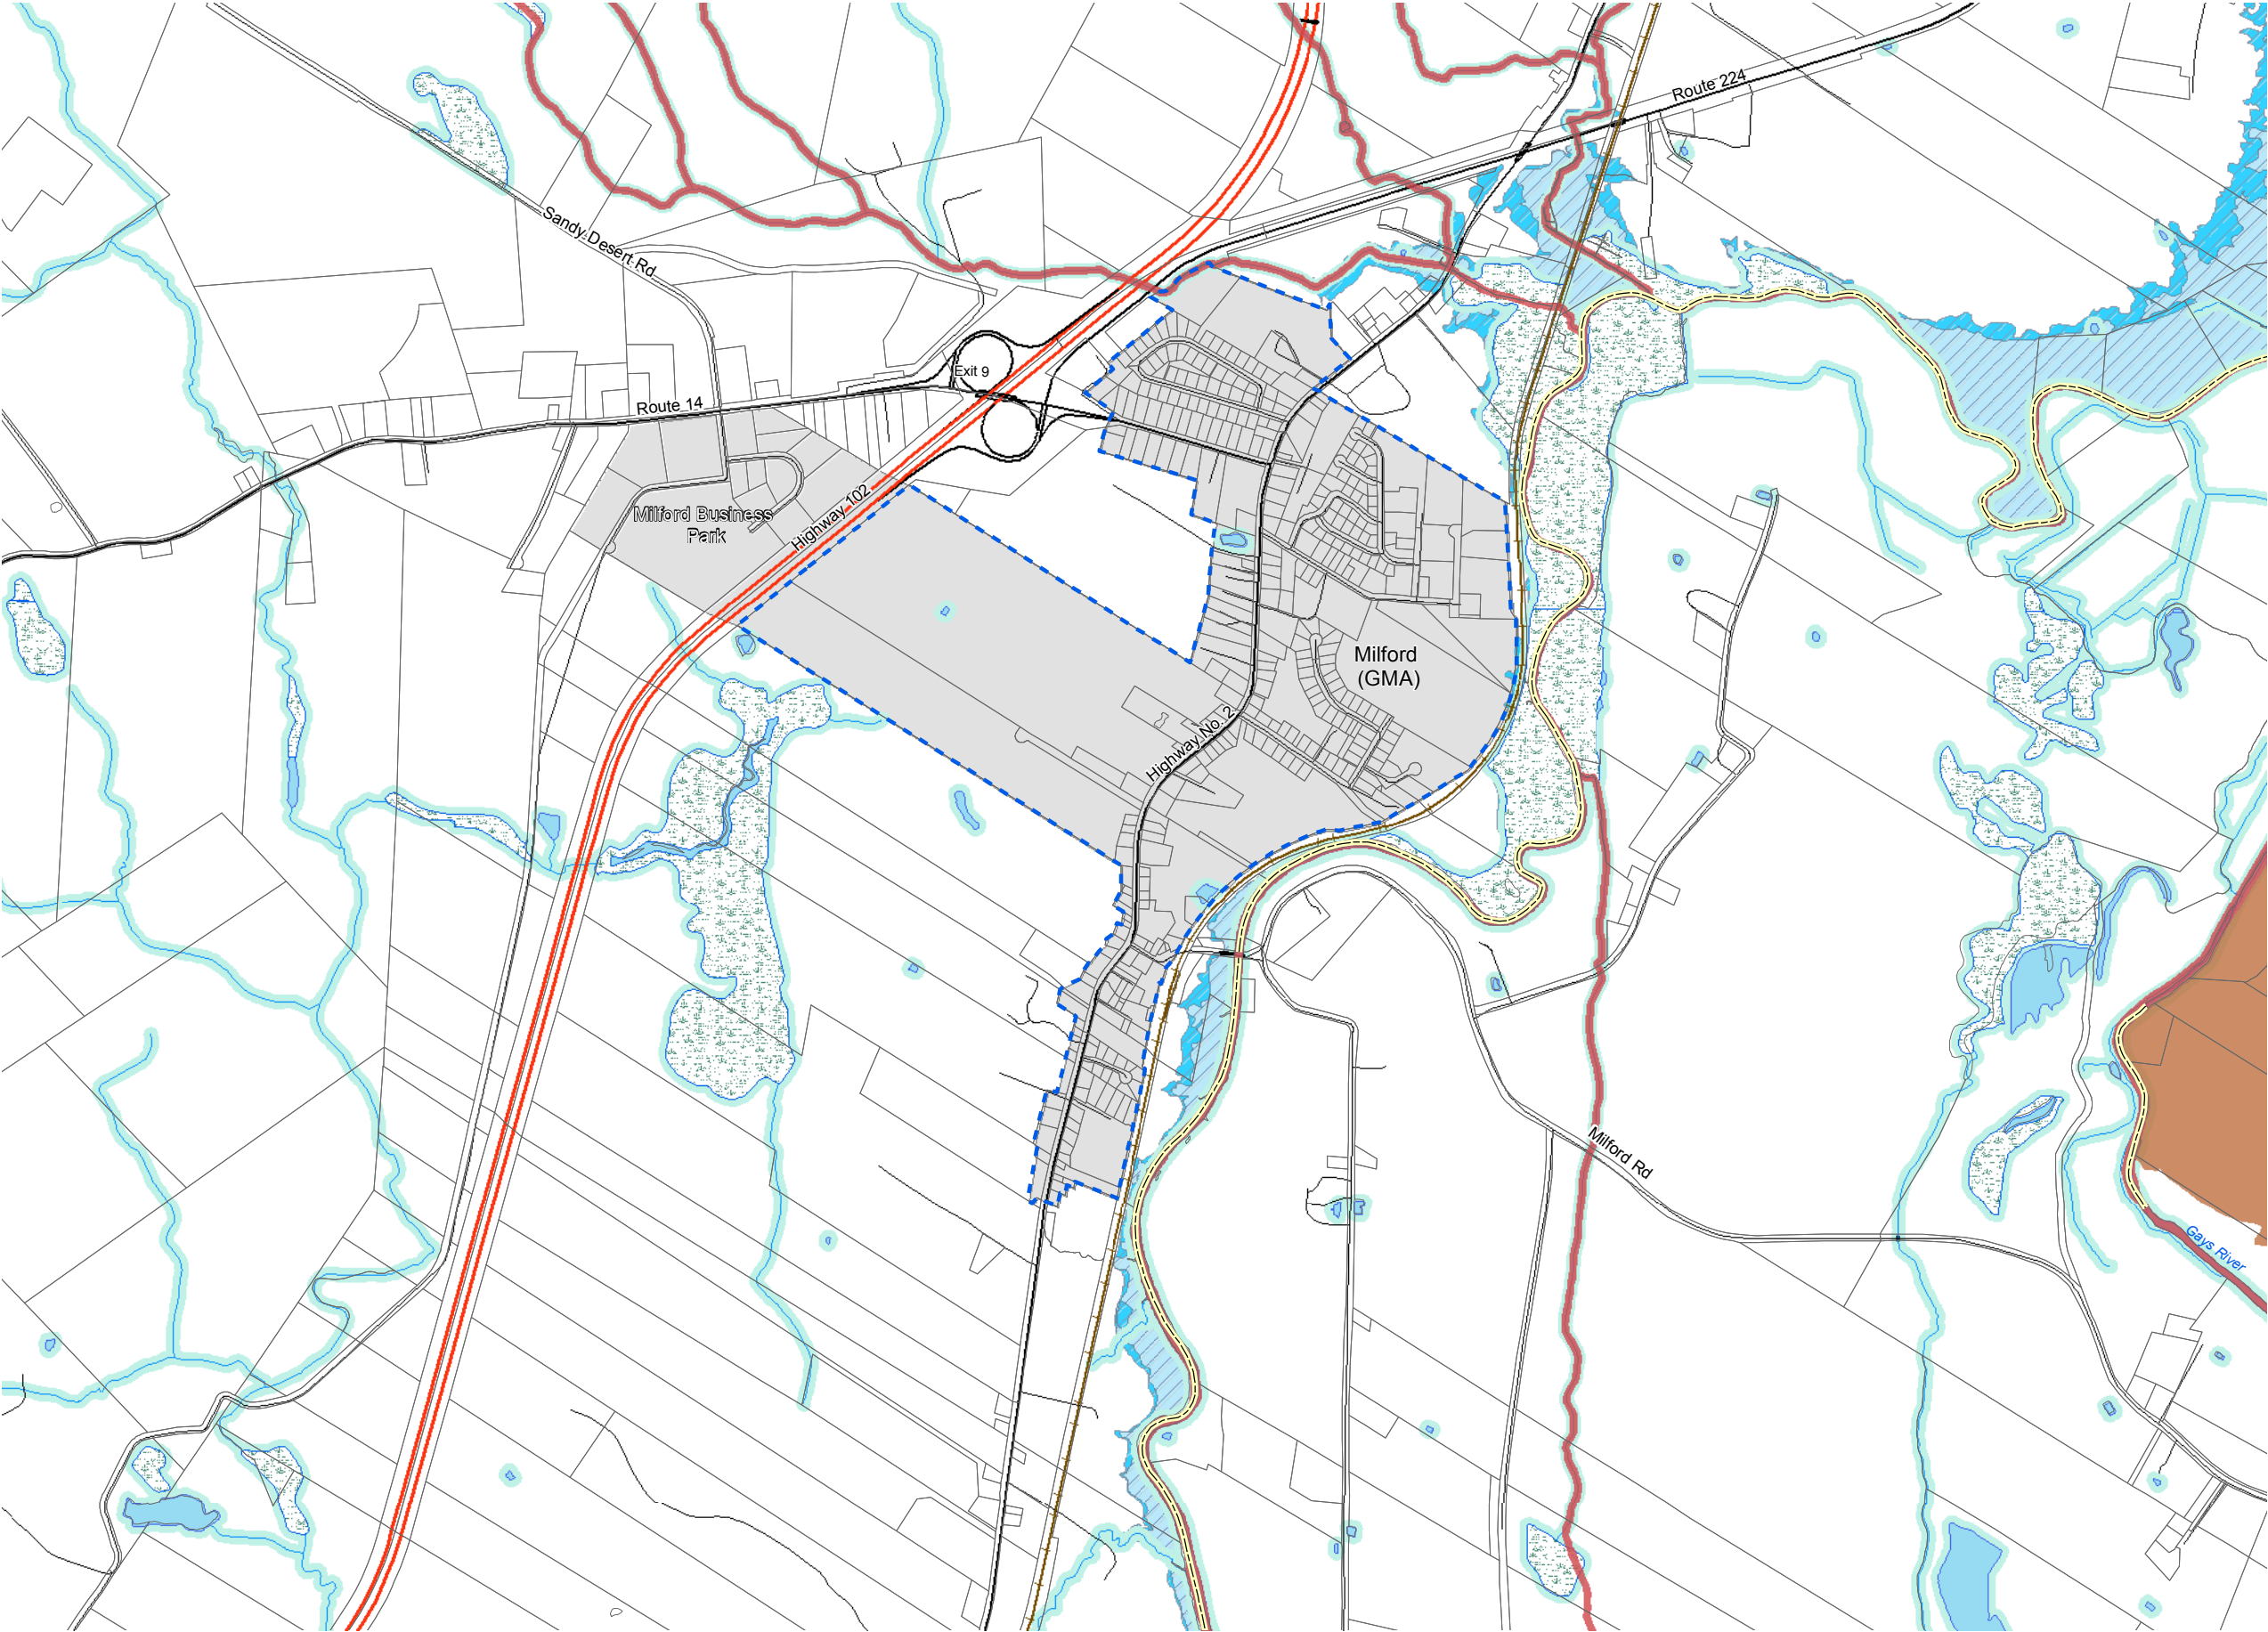 Route 224
Sandy Desert Rd
Exit 9
Route 14
Milford Business
Park
Highway 102
Milford
(GMA)
Highway No. 2
Milford Rd
Gays River